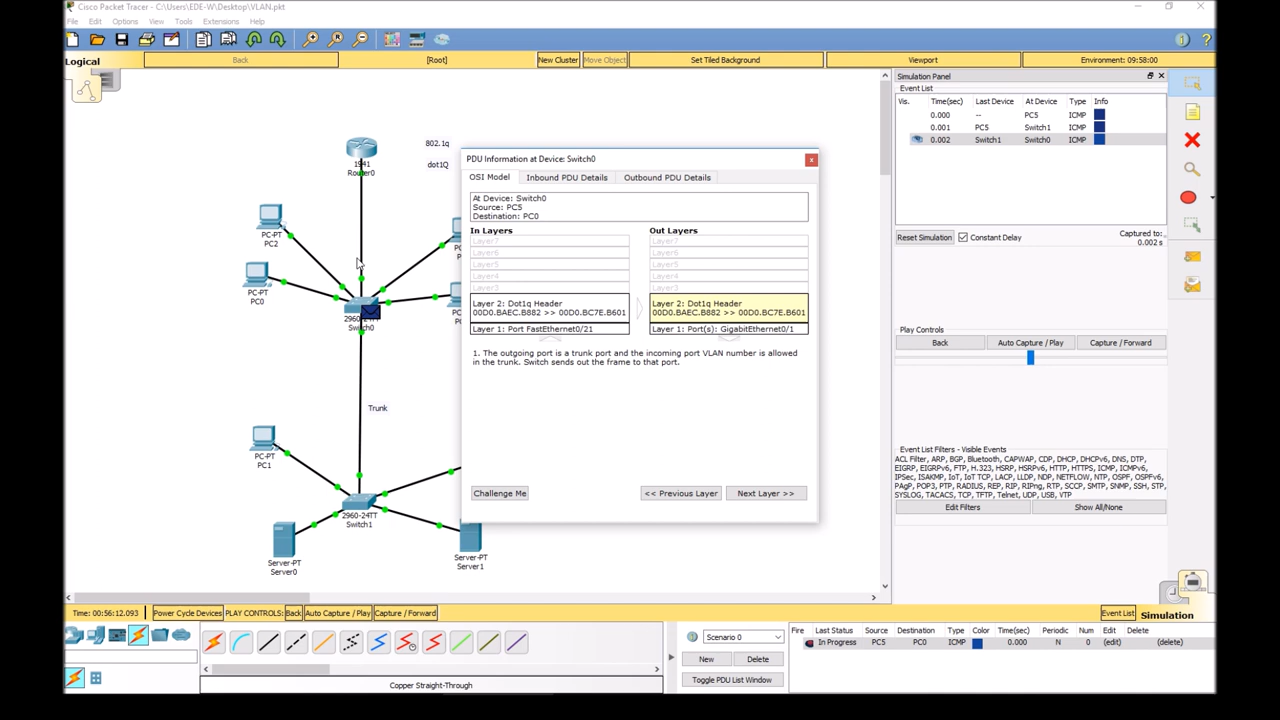 Cisco Packet Tracer - C:\Users\EDE-W\Desktop\VLAN.pkt
File Edit Options View Tools Extensions Help
Logical Back [Root] New Cluster Move Object Set Tiled Background Viewport Environment: 09:58:00
1941
Router0
802.1q
dot1Q
PC-PT
PC2
PC-PT
PC0
Switch0
Trunk
PC-PT
PC1
2960-24TT
Switch1
Server-PT
Server0
Server-PT
Server1
PDU Information at Device: Switch0
OSI Model Inbound PDU Details Outbound PDU Details
At Device: Switch0
Source: PC5
Destination: PC0
In Layers Out Layers
Layer7 Layer7
Layer6 Layer6
Layer5 Layer5
Layer4 Layer4
Layer3 Layer3
Layer 2: Dot1q Header
00D0.BAEC.B882 >> 00D0.BC7E.B601
Layer 2: Dot1q Header
00D0.BAEC.B882 >> 00D0.BC7E.B601
Layer 1: Port FastEthernet0/21 Layer 1: Port(s): GigabitEthernet0/1
1. The outgoing port is a trunk port and the incoming port VLAN number is allowed
in the trunk. Switch sends out the frame to that port.
Challenge Me << Previous Layer Next Layer >>
Simulation Panel
Event List
Vis. Time(sec) Last Device At Device Type Info
0.000 -- PC5 ICMP
0.001 PC5 Switch1 ICMP
0.002 Switch1 Switch0 ICMP
Reset Simulation Constant Delay Captured to:
0.002 s
Play Controls
Back Auto Capture / Play Capture / Forward
Event List Filters - Visible Events
ACL Filter, ARP, BGP, Bluetooth, CAPWAP, CDP, DHCP, DHCPv6, DNS, DTP,
EIGRP, EIGRPv6, FTP, H.323, HSRP, HSRPv6, HTTP, HTTPS, ICMP, ICMPv6,
IPSec, ISAKMP, IoT, IoT TCP, LACP, LLDP, NDP, NETFLOW, NTP, OSPF, OSPFv6,
PAgP, POP3, PTP, RADIUS, REP, RIP, RIPng, RTP, SCCP, SMTP, SNMP, SSH, STP,
SYSLOG, TACACS, TCP, TFTP, Telnet, UDP, USB, VTP
Edit Filters Show All/None
Time: 00:56:12.093 Power Cycle Devices PLAY CONTROLS: Back Auto Capture / Play Capture / Forward Event List Simulation
Scenario 0
New Delete
Toggle PDU List Window
Fire Last Status Source Destination Type Color Time(sec) Periodic Num Edit Delete
In Progress PC5 PC0 ICMP 0.000 N 0 (edit) (delete)
Copper Straight-Through